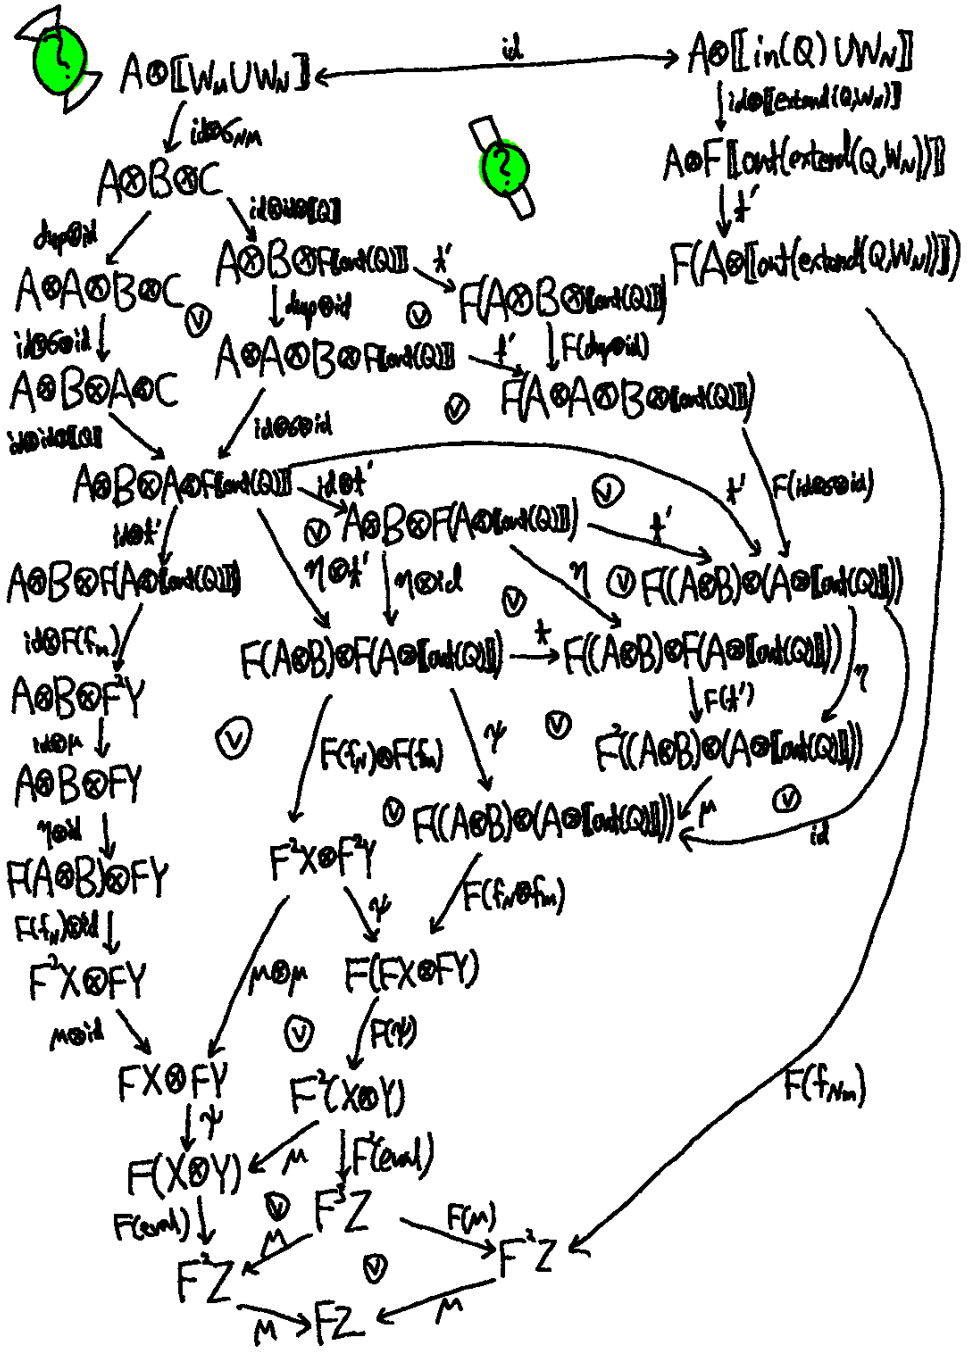 ?
id
A⊗⟦W_M∪W_N⟧
A⊗⟦in(Q)∪W_N⟧
id⊗σ_NM
id⊗⟦extend(Q,W_N)⟧
?
A⊗B⊗C
A⊗F⟦out(extend(Q,W_N))⟧
dup⊗id
id⊗id⊗⟦Q⟧
t'
A⊗A⊗B⊗C
A⊗B⊗F⟦out(Q)⟧
t'
F(A⊗⟦out(extend(Q,W_N))⟧)
dup⊗id
F(A⊗B⊗⟦out(Q)⟧)
id⊗σ⊗id
F(dup⊗id)
A⊗B⊗A⊗C
A⊗A⊗B⊗F⟦out(Q)⟧
t'
F(A⊗A⊗B⊗⟦out(Q)⟧)
id⊗id⊗⟦Q⟧
id⊗σ⊗id
A⊗B⊗A⊗F⟦out(Q)⟧
id⊗t'
t'
F(id⊗σ⊗id)
id⊗t'
A⊗B⊗F(A⊗⟦out(Q)⟧)
t'
A⊗B⊗F(A⊗⟦out(Q)⟧)
η⊗t'
η⊗id
η
F((A⊗B)⊗(A⊗⟦out(Q)⟧))
id⊗F(f_M)
F(A⊗B)⊗F(A⊗⟦out(Q)⟧)
t
F((A⊗B)⊗F(A⊗⟦out(Q)⟧))
A⊗B⊗F²Y
F(t')
η
id⊗μ
F(f_N)⊗F(f_M)
ψ
F²((A⊗B)⊗(A⊗⟦out(Q)⟧))
A⊗B⊗FY
μ
id
η⊗id
F((A⊗B)⊗(A⊗⟦out(Q)⟧))
F(A⊗B)⊗FY
F²X⊗F²Y
F(f_N⊗f_M)
F(f_N)⊗id
ψ
F²X⊗FY
μ⊗μ
F(FX⊗FY)
μ⊗id
F(ψ)
FX⊗FY
F²(X⊗Y)
F(f_NM)
ψ
F(X⊗Y)
μ
F²(eval)
F(eval)
F³Z
F(μ)
μ
F²Z
F²Z
μ
FZ
μ